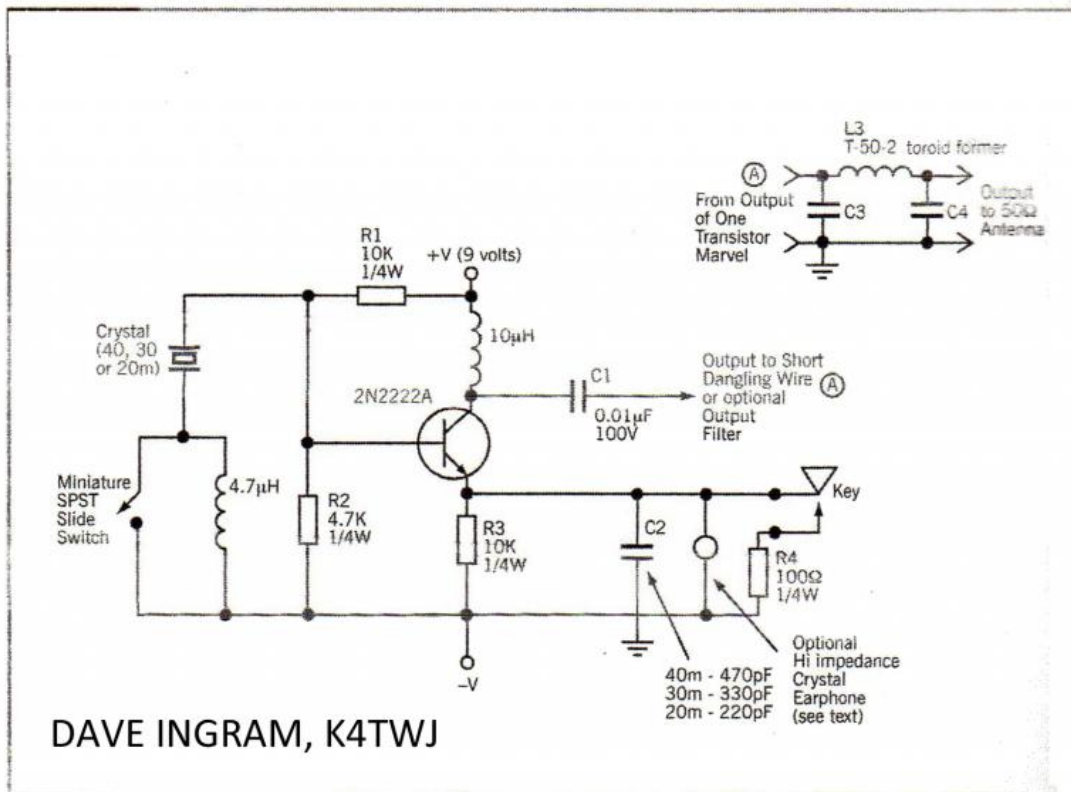 L3
T-50-2 toroid former
A
From Output
of One
Transistor
Marvel
C3
C4
Output
to 50Ω
Antenna
R1
10K
1/4W
+V (9 volts)
Crystal
(40, 30
or 20m)
10µH
2N2222A
C1
0.01µF
100V
Output to Short
Dangling Wire
or optional
Output
Filter
A
Miniature
SPST
Slide
Switch
4.7µH
R2
4.7K
1/4W
R3
10K
1/4W
C2
Key
R4
100Ω
1/4W
–V
40m - 470pF
30m - 330pF
20m - 220pF
Optional
Hi impedance
Crystal
Earphone
(see text)
DAVE INGRAM, K4TWJ